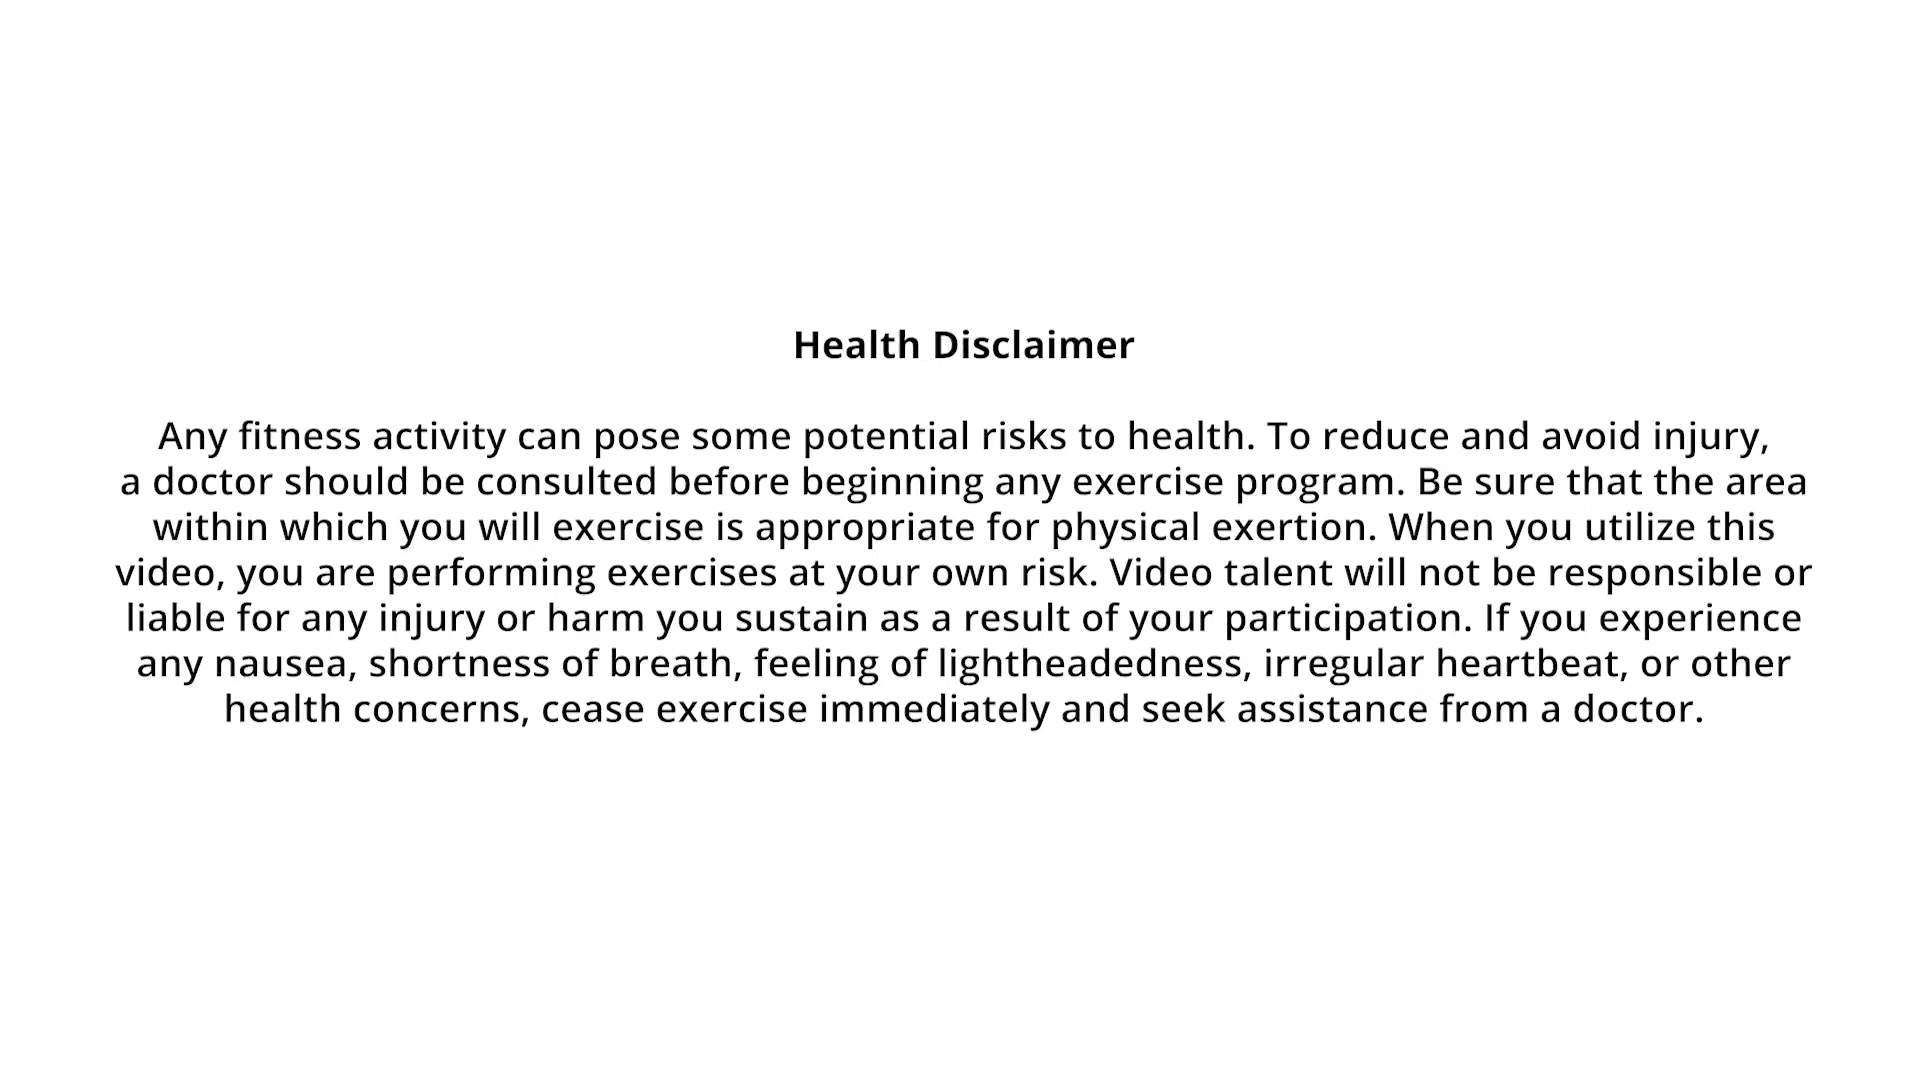 Health Disclaimer
Any fitness activity can pose some potential risks to health. To reduce and avoid injury,
a doctor should be consulted before beginning any exercise program. Be sure that the area
within which you will exercise is appropriate for physical exertion. When you utilize this
video, you are performing exercises at your own risk. Video talent will not be responsible or
liable for any injury or harm you sustain as a result of your participation. If you experience
any nausea, shortness of breath, feeling of lightheadedness, irregular heartbeat, or other
health concerns, cease exercise immediately and seek assistance from a doctor.